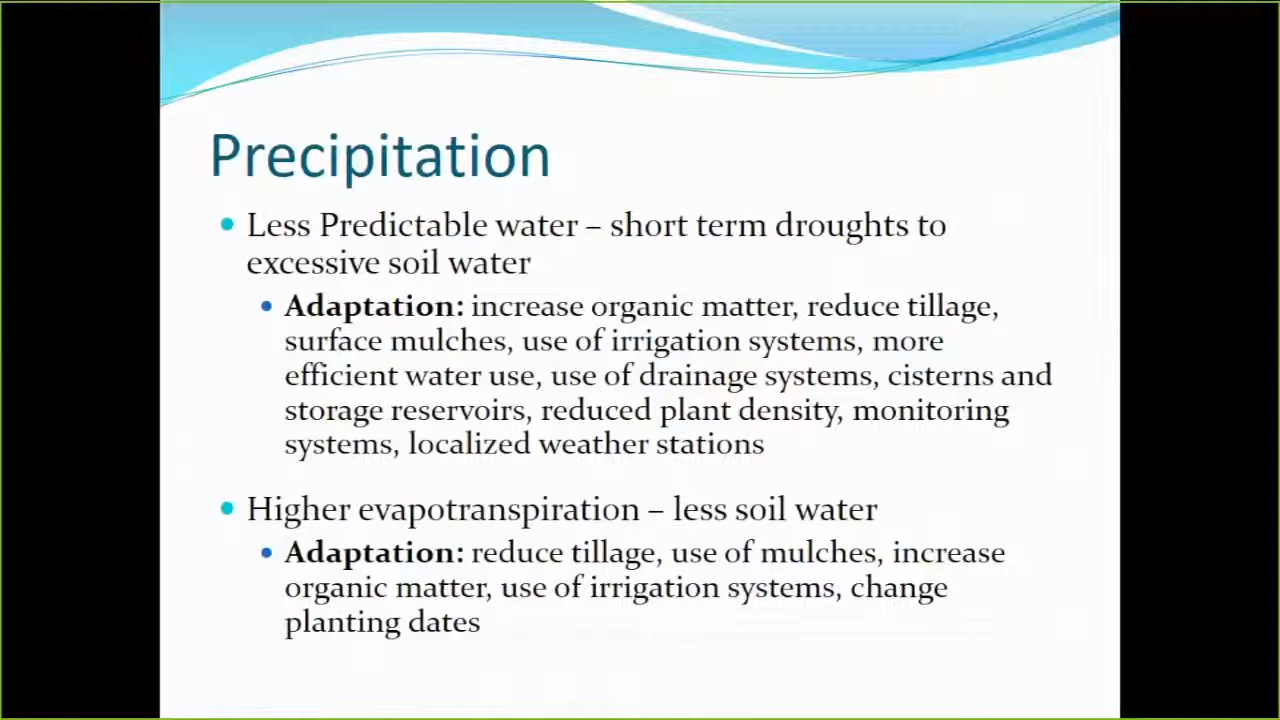 Precipitation
• Less Predictable water – short term droughts to
excessive soil water
• Adaptation: increase organic matter, reduce tillage,
surface mulches, use of irrigation systems, more
efficient water use, use of drainage systems, cisterns and
storage reservoirs, reduced plant density, monitoring
systems, localized weather stations
• Higher evapotranspiration – less soil water
• Adaptation: reduce tillage, use of mulches, increase
organic matter, use of irrigation systems, change
planting dates